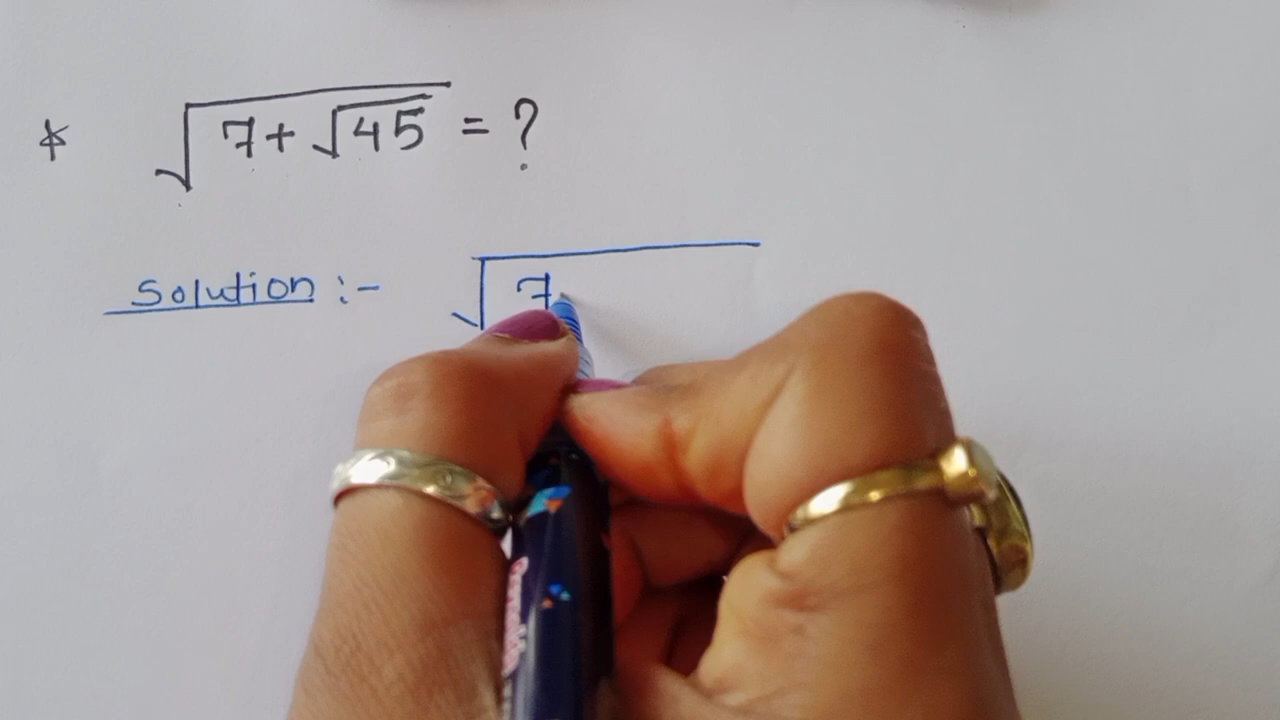 * √(7 + √45) = ?
Solution :- √7